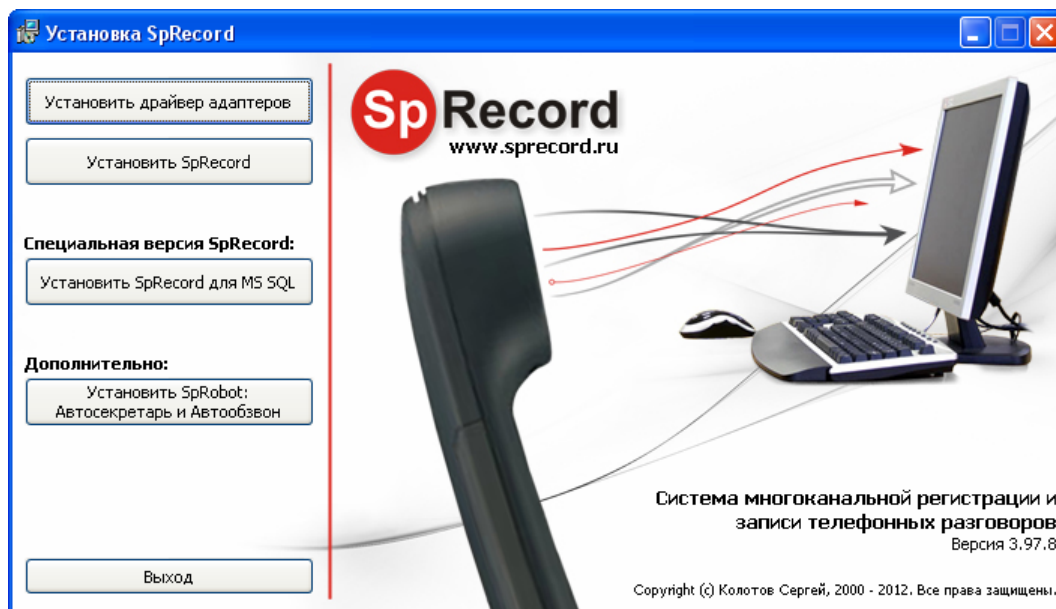 Установка SpRecord
Установить драйвер адаптеров
Установить SpRecord
Специальная версия SpRecord:
Установить SpRecord для MS SQL
Дополнительно:
Установить SpRobot:
Автосекретарь и Автообзвон
Выход
Sp Record
www.sprecord.ru
Система многоканальной регистрации и
записи телефонных разговоров
Версия 3.97.8
Copyright (c) Колотов Сергей, 2000 - 2012. Все права защищены.